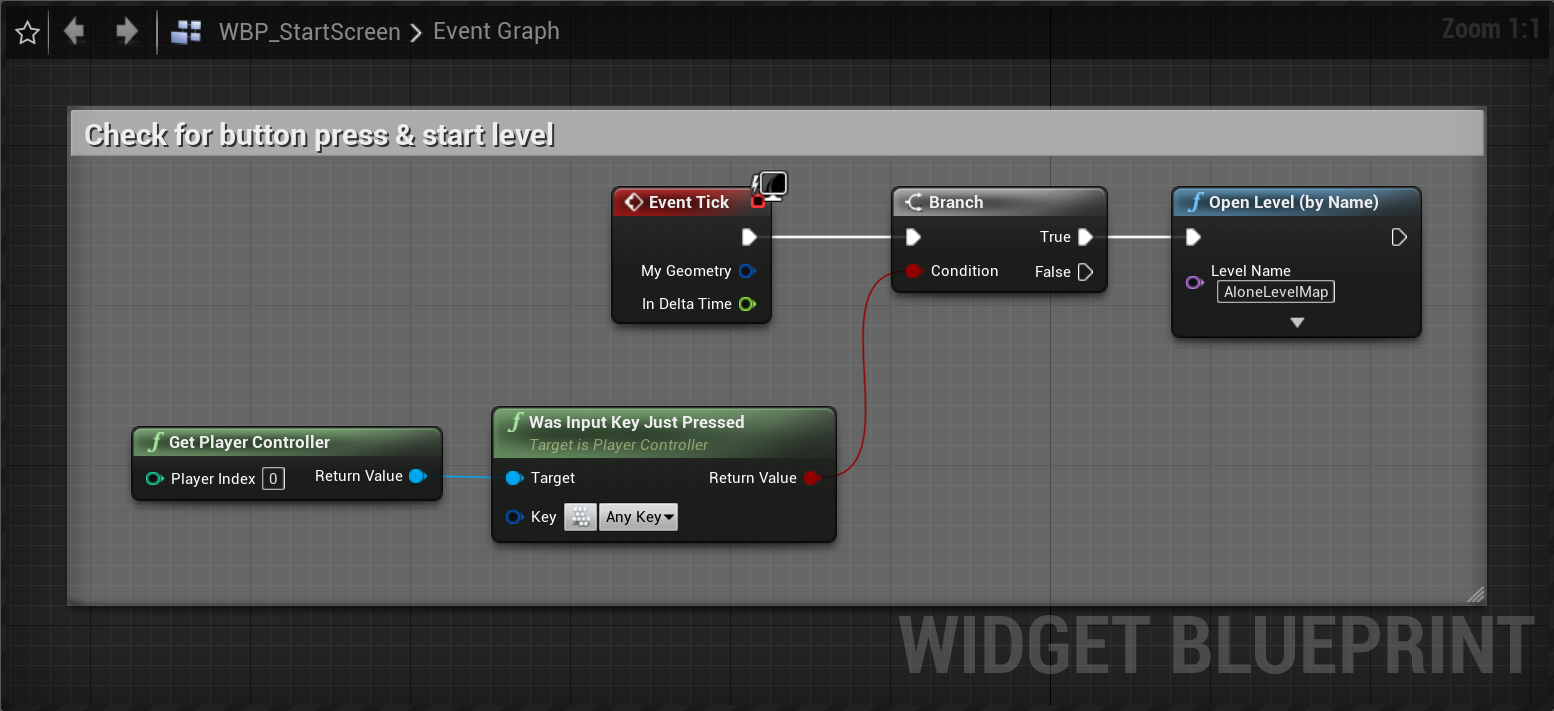 WBP_StartScreen > Event Graph
Zoom 1:1
Check for button press & start level
Event Tick
My Geometry
In Delta Time
Branch
True
Condition
False
Open Level (by Name)
Level Name
AloneLevelMap
Get Player Controller
Player Index 0
Return Value
Was Input Key Just Pressed
Target is Player Controller
Target
Return Value
Key
Any Key
WIDGET BLUEPRINT